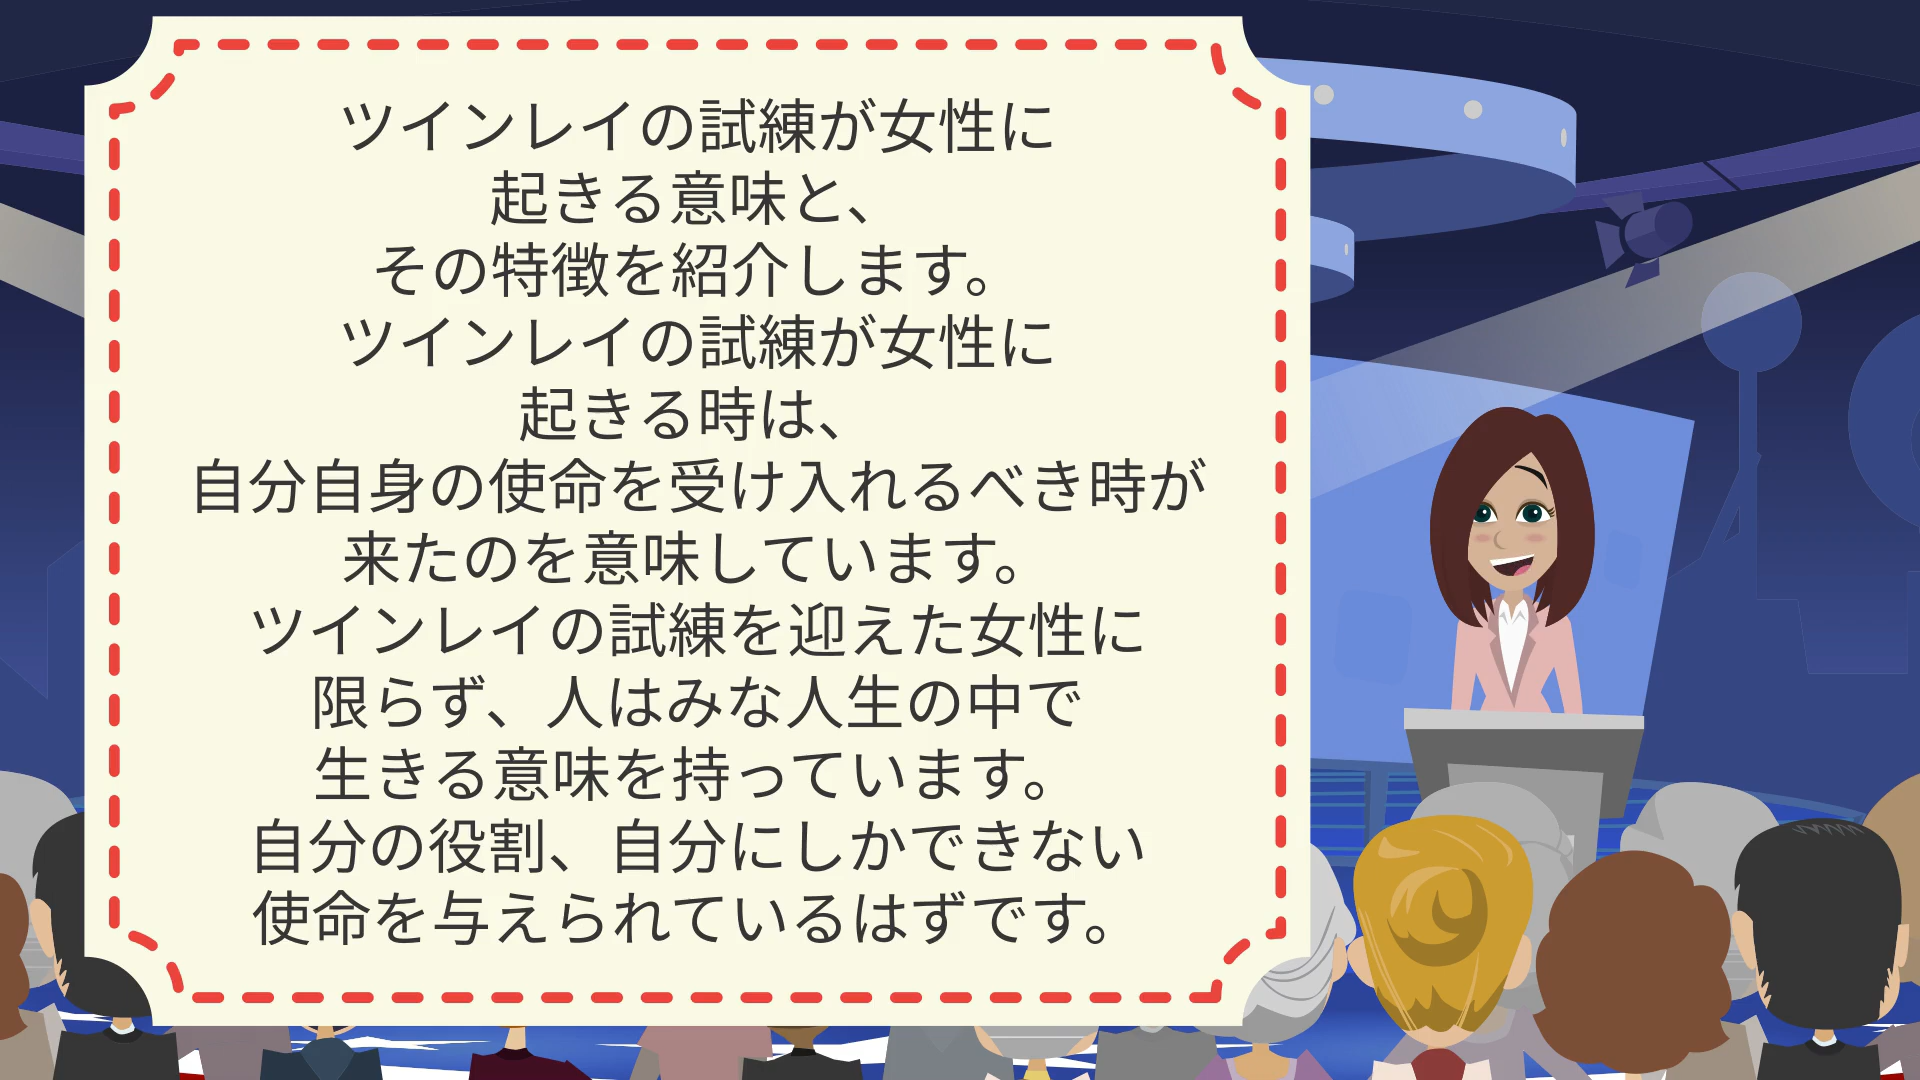 ツインレイの試練が女性に
起きる意味と、
その特徴を紹介します。
ツインレイの試練が女性に
起きる時は、
自分自身の使命を受け入れるべき時が
来たのを意味しています。
ツインレイの試練を迎えた女性に
限らず、人はみな人生の中で
生きる意味を持っています。
自分の役割、自分にしかできない
使命を与えられているはずです。